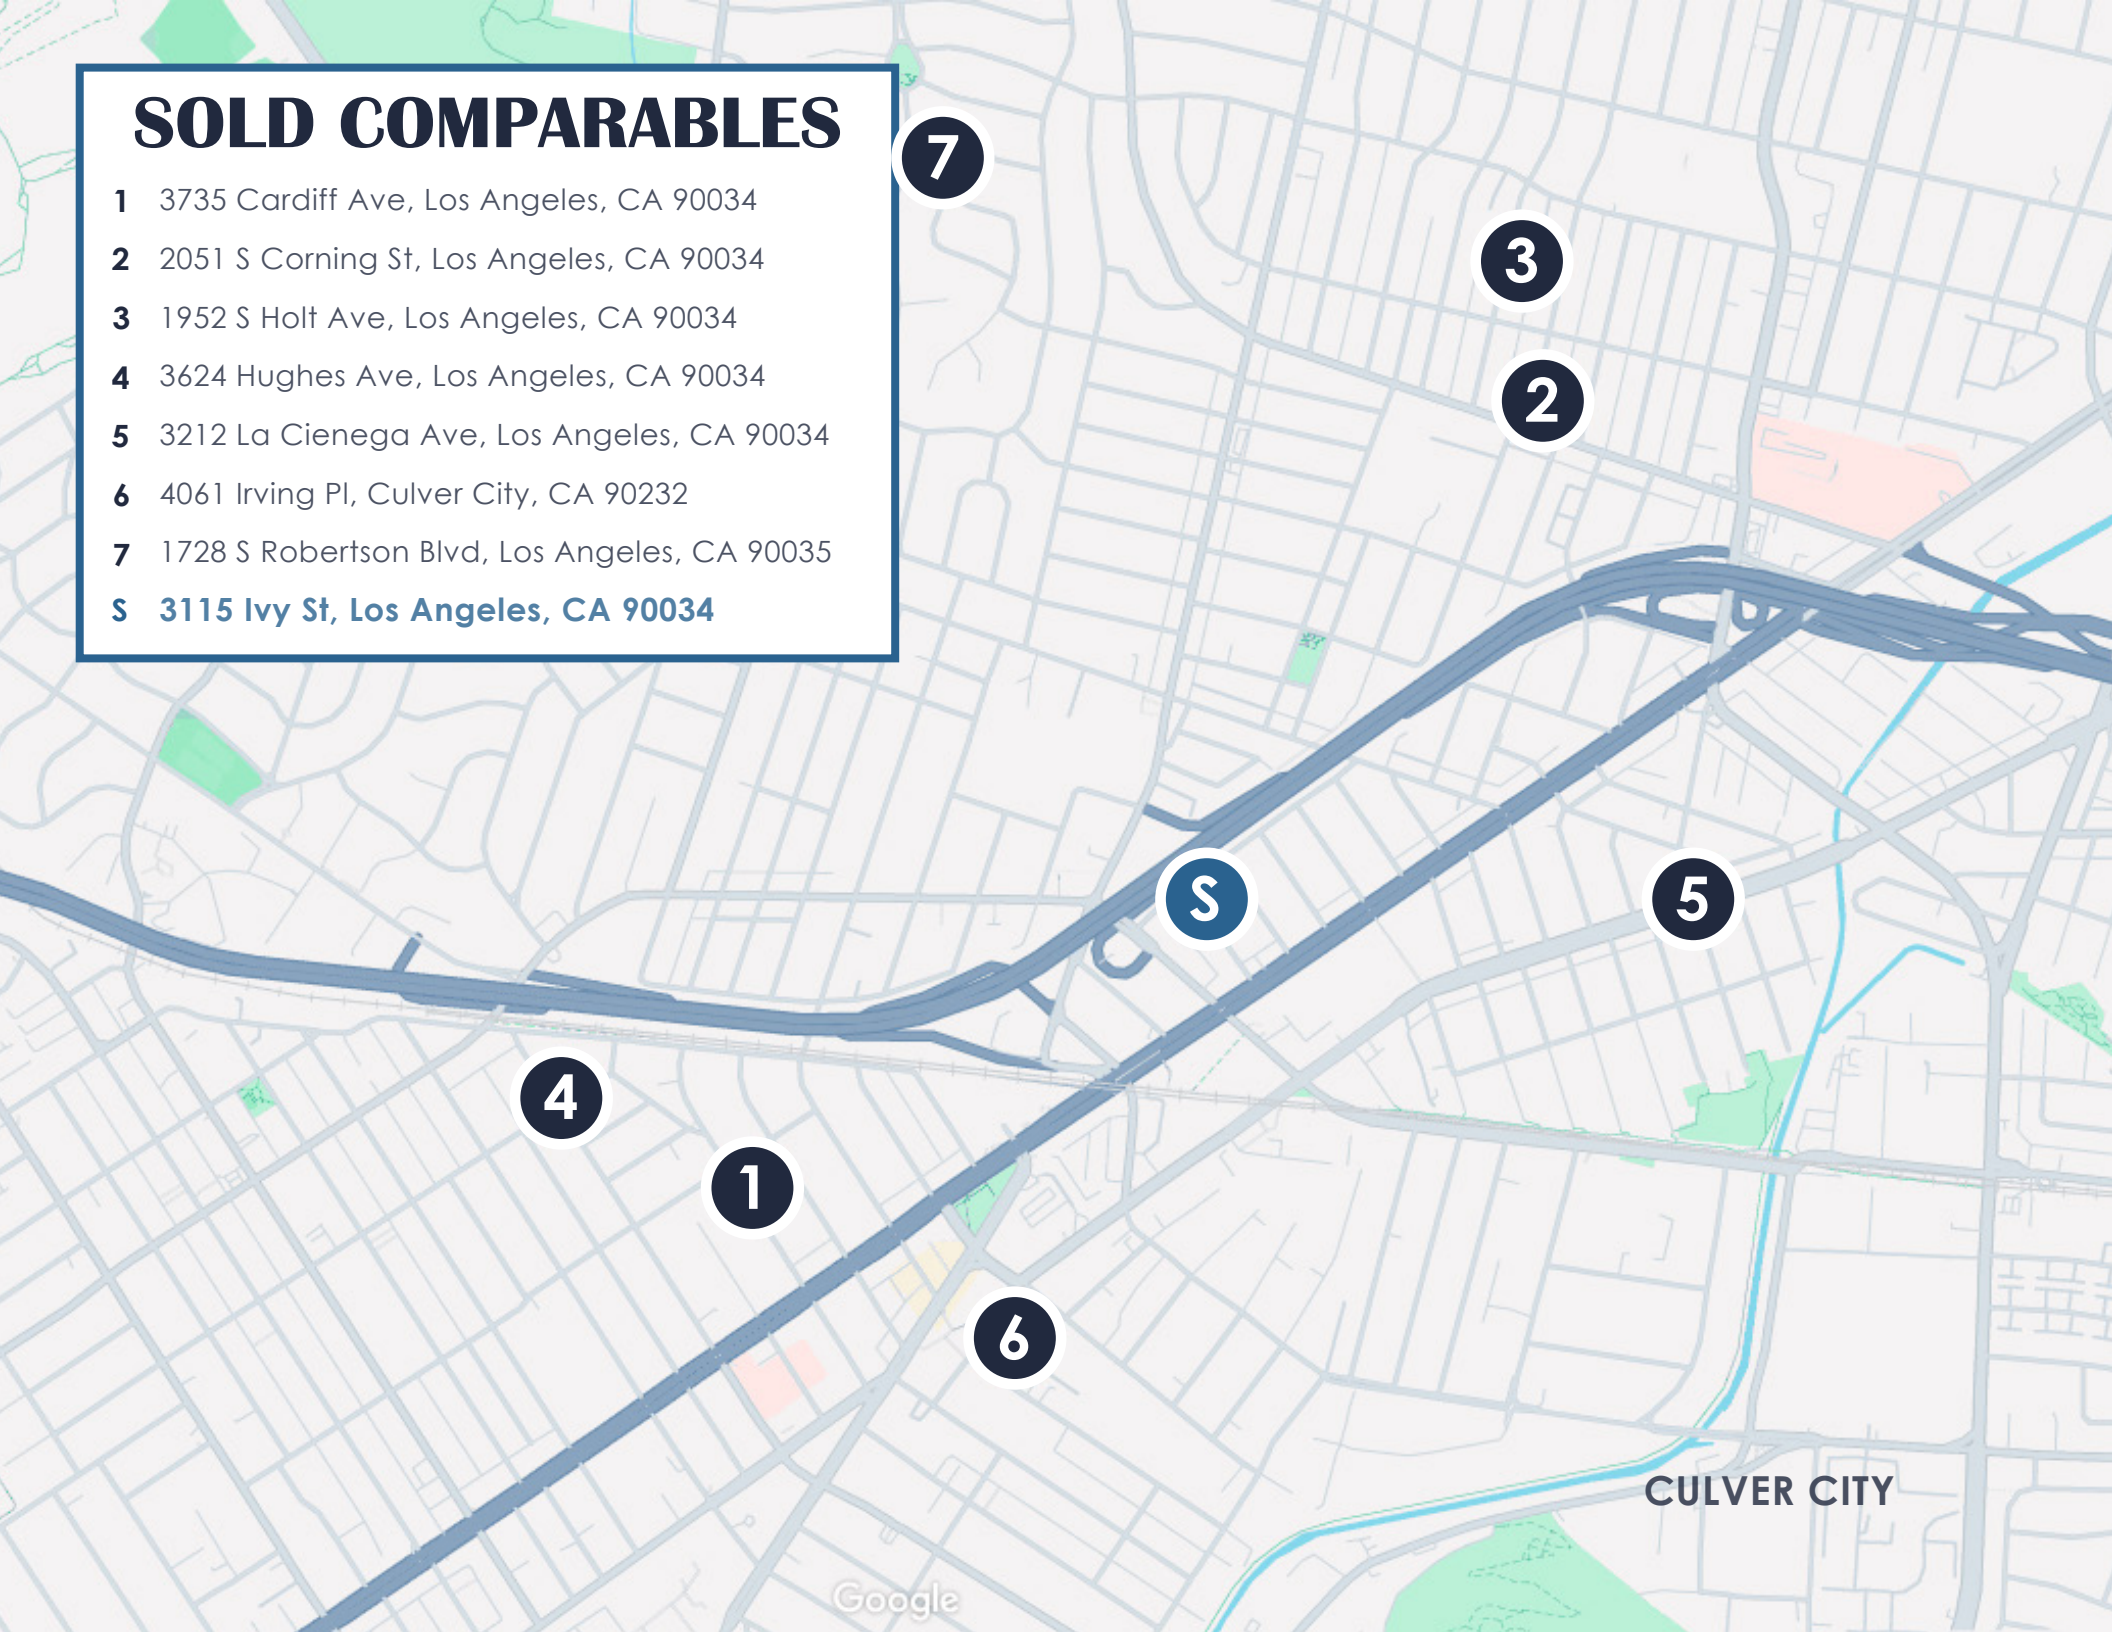 SOLD COMPARABLES
1 3735 Cardiff Ave, Los Angeles, CA 90034
2 2051 S Corning St, Los Angeles, CA 90034
3 1952 S Holt Ave, Los Angeles, CA 90034
4 3624 Hughes Ave, Los Angeles, CA 90034
5 3212 La Cienega Ave, Los Angeles, CA 90034
6 4061 Irving Pl, Culver City, CA 90232
7 1728 S Robertson Blvd, Los Angeles, CA 90035
S 3115 Ivy St, Los Angeles, CA 90034
7
3
2
S
5
4
1
6
CULVER CITY
Google